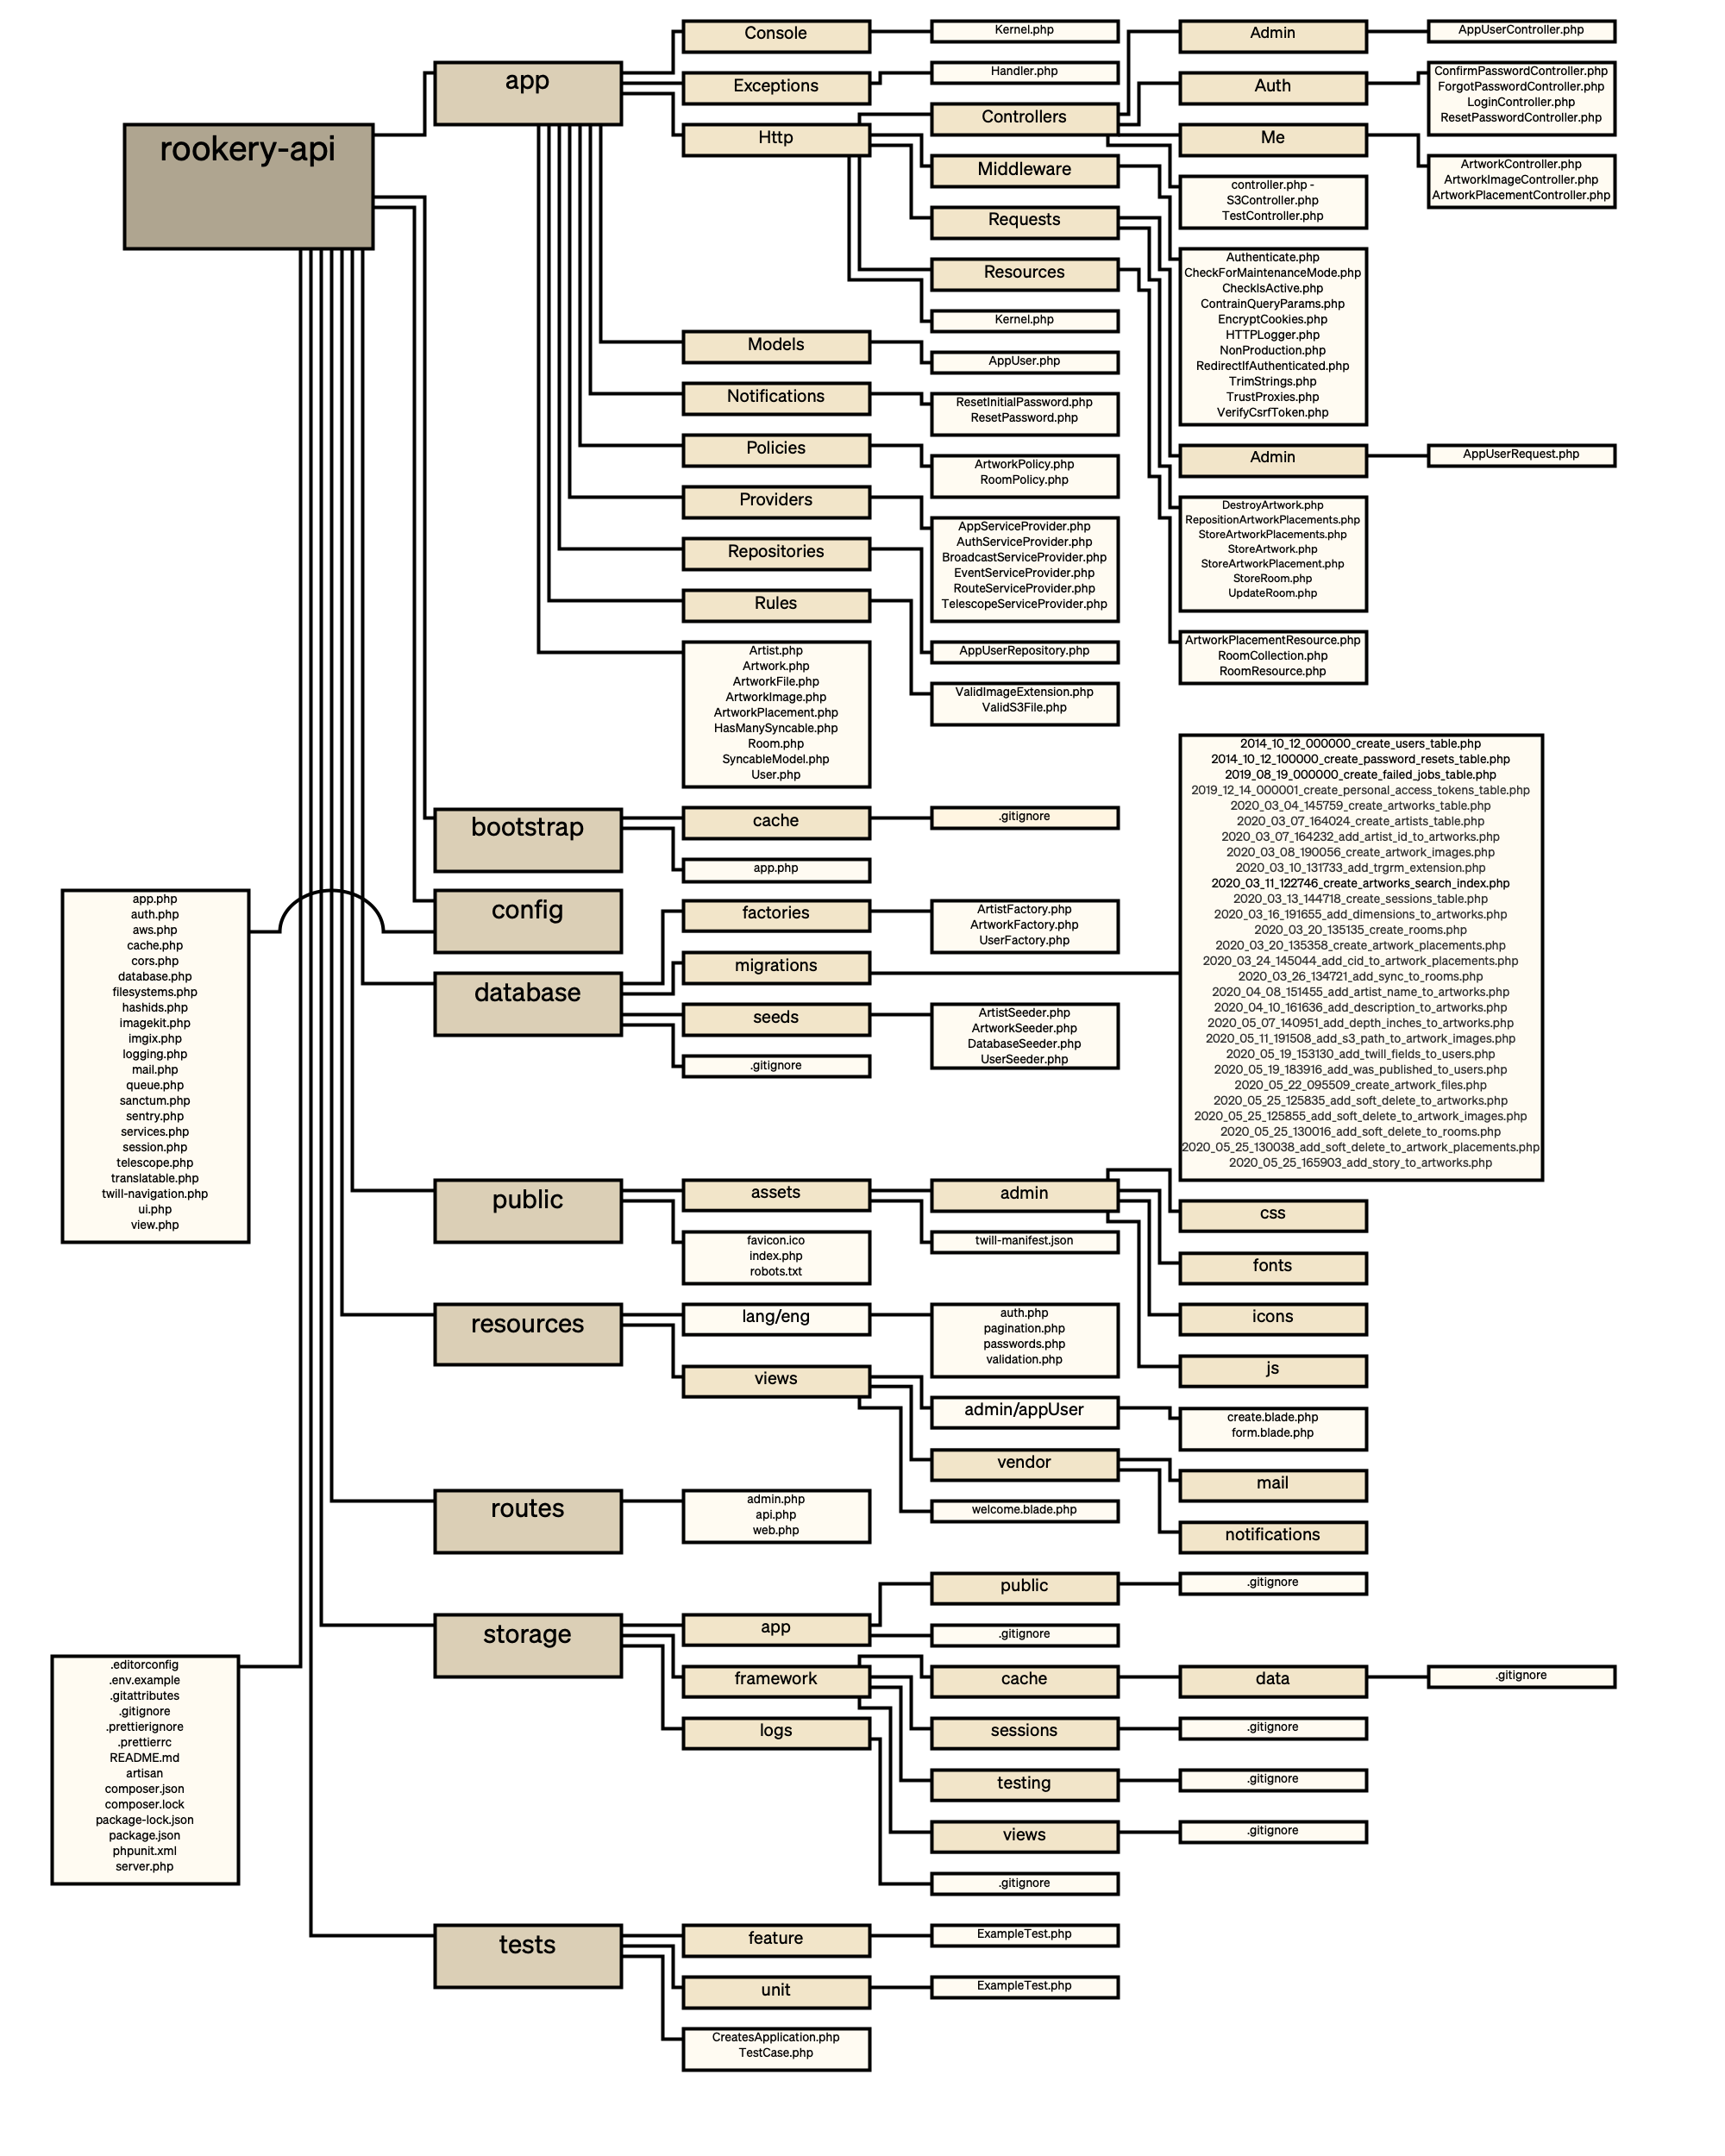 rookery-api
app
Console
Kernel.php
Exceptions
Handler.php
Http
Controllers
Admin
AppUserController.php
Auth
ConfirmPasswordController.php
ForgotPasswordController.php
LoginController.php
ResetPasswordController.php
Me
ArtworkController.php
ArtworkImageController.php
ArtworkPlacementController.php
controller.php -
S3Controller.php
TestController.php
Middleware
Authenticate.php
CheckForMaintenanceMode.php
CheckIsActive.php
ContrainQueryParams.php
EncryptCookies.php
HTTPLogger.php
NonProduction.php
RedirectIfAuthenticated.php
TrimStrings.php
TrustProxies.php
VerifyCsrfToken.php
Requests
Admin
AppUserRequest.php
DestroyArtwork.php
RepositionArtworkPlacements.php
StoreArtworkPlacements.php
StoreArtwork.php
StoreArtworkPlacement.php
StoreRoom.php
UpdateRoom.php
Resources
ArtworkPlacementResource.php
RoomCollection.php
RoomResource.php
Kernel.php
Models
AppUser.php
Notifications
ResetInitialPassword.php
ResetPassword.php
Policies
ArtworkPolicy.php
RoomPolicy.php
Providers
AppServiceProvider.php
AuthServiceProvider.php
BroadcastServiceProvider.php
EventServiceProvider.php
RouteServiceProvider.php
TelescopeServiceProvider.php
Repositories
AppUserRepository.php
Rules
ValidImageExtension.php
ValidS3File.php
Artist.php
Artwork.php
ArtworkFile.php
ArtworkImage.php
ArtworkPlacement.php
HasManySyncable.php
Room.php
SyncableModel.php
User.php
bootstrap
cache
.gitignore
app.php
config
app.php
auth.php
aws.php
cache.php
cors.php
database.php
filesystems.php
hashids.php
imagekit.php
imgix.php
logging.php
mail.php
queue.php
sanctum.php
sentry.php
services.php
session.php
telescope.php
translatable.php
twill-navigation.php
ui.php
view.php
database
factories
ArtistFactory.php
ArtworkFactory.php
UserFactory.php
migrations
2014_10_12_000000_create_users_table.php
2014_10_12_100000_create_password_resets_table.php
2019_08_19_000000_create_failed_jobs_table.php
2019_12_14_000001_create_personal_access_tokens_table.php
2020_03_04_145759_create_artworks_table.php
2020_03_07_164024_create_artists_table.php
2020_03_07_164232_add_artist_id_to_artworks.php
2020_03_08_190056_create_artwork_images.php
2020_03_10_131733_add_trgrm_extension.php
2020_03_11_122746_create_artworks_search_index.php
2020_03_13_144718_create_sessions_table.php
2020_03_16_191655_add_dimensions_to_artworks.php
2020_03_20_135135_create_rooms.php
2020_03_20_135358_create_artwork_placements.php
2020_03_24_145044_add_cid_to_artwork_placements.php
2020_03_26_134721_add_sync_to_rooms.php
2020_04_08_151455_add_artist_name_to_artworks.php
2020_04_10_161636_add_description_to_artworks.php
2020_05_07_140951_add_depth_inches_to_artworks.php
2020_05_11_191508_add_s3_path_to_artwork_images.php
2020_05_19_153130_add_twill_fields_to_users.php
2020_05_19_183916_add_was_published_to_users.php
2020_05_22_095509_create_artwork_files.php
2020_05_25_125835_add_soft_delete_to_artworks.php
2020_05_25_125855_add_soft_delete_to_artwork_images.php
2020_05_25_130016_add_soft_delete_to_rooms.php
2020_05_25_130038_add_soft_delete_to_artwork_placements.php
2020_05_25_165903_add_story_to_artworks.php
seeds
ArtistSeeder.php
ArtworkSeeder.php
DatabaseSeeder.php
UserSeeder.php
.gitignore
public
assets
admin
css
fonts
icons
js
twill-manifest.json
favicon.ico
index.php
robots.txt
resources
lang/eng
auth.php
pagination.php
passwords.php
validation.php
views
admin/appUser
create.blade.php
form.blade.php
vendor
mail
notifications
welcome.blade.php
routes
admin.php
api.php
web.php
storage
app
public
.gitignore
.gitignore
framework
cache
data
.gitignore
sessions
.gitignore
testing
.gitignore
views
.gitignore
logs
.gitignore
.editorconfig
.env.example
.gitattributes
.gitignore
.prettierignore
.prettierrc
README.md
artisan
composer.json
composer.lock
package-lock.json
package.json
phpunit.xml
server.php
tests
feature
ExampleTest.php
unit
ExampleTest.php
CreatesApplication.php
TestCase.php